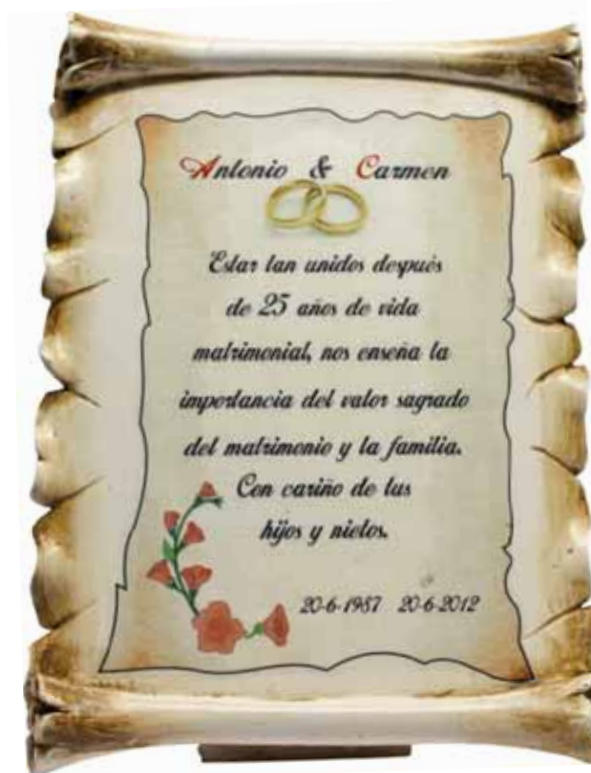 Antonio & Carmen
Estar tan unidos después
de 25 años de vida
matrimonial, nos enseña la
importancia del valor sagrado
del matrimonio y la familia.
Con cariño de tus
hijos y nietos.
20-6-1987 20-6-2012